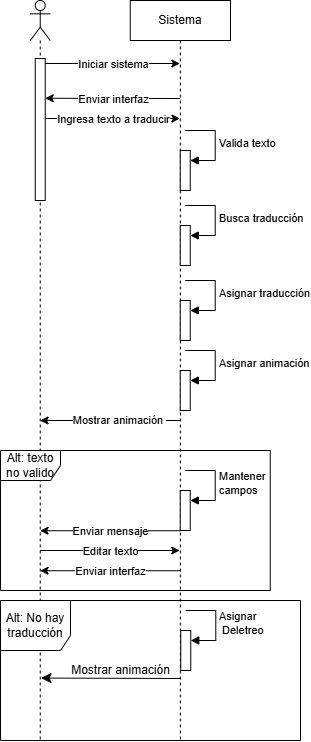 Sistema
Iniciar sistema
Enviar interfaz
Ingresa texto a traducir
Valida texto
Busca traducción
Asignar traducción
Asignar animación
Mostrar animación
Alt: texto
no valido
Mantener
campos
Enviar mensaje
Editar texto
Enviar interfaz
Alt: No hay
traducción
Asignar
Deletreo
Mostrar animación